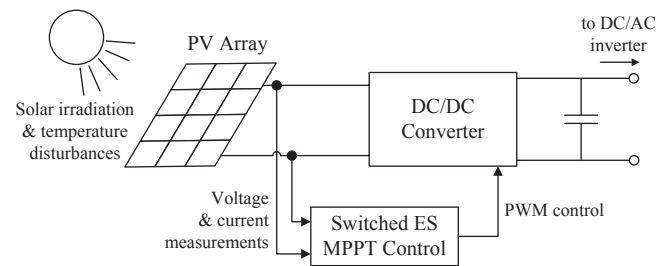 PV Array
to DC/AC
inverter
Solar irradiation
& temperature
disturbances
DC/DC
Converter
Voltage
& current
measurements
Switched ES
MPPT Control
PWM control